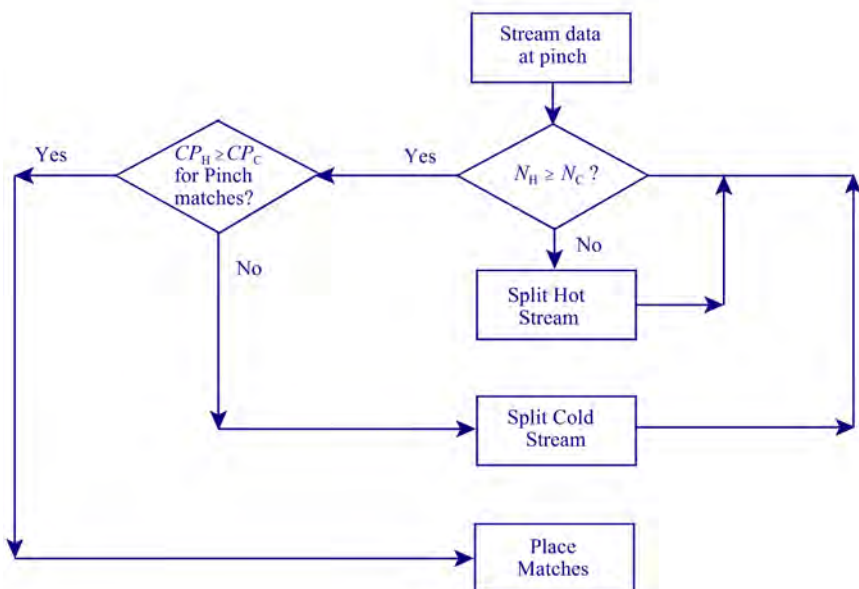 Stream data
at pinch
Yes
CP_H ≥ CP_C
for Pinch
matches?
Yes
N_H ≥ N_C ?
No
No
Split Hot
Stream
Split Cold
Stream
Place
Matches